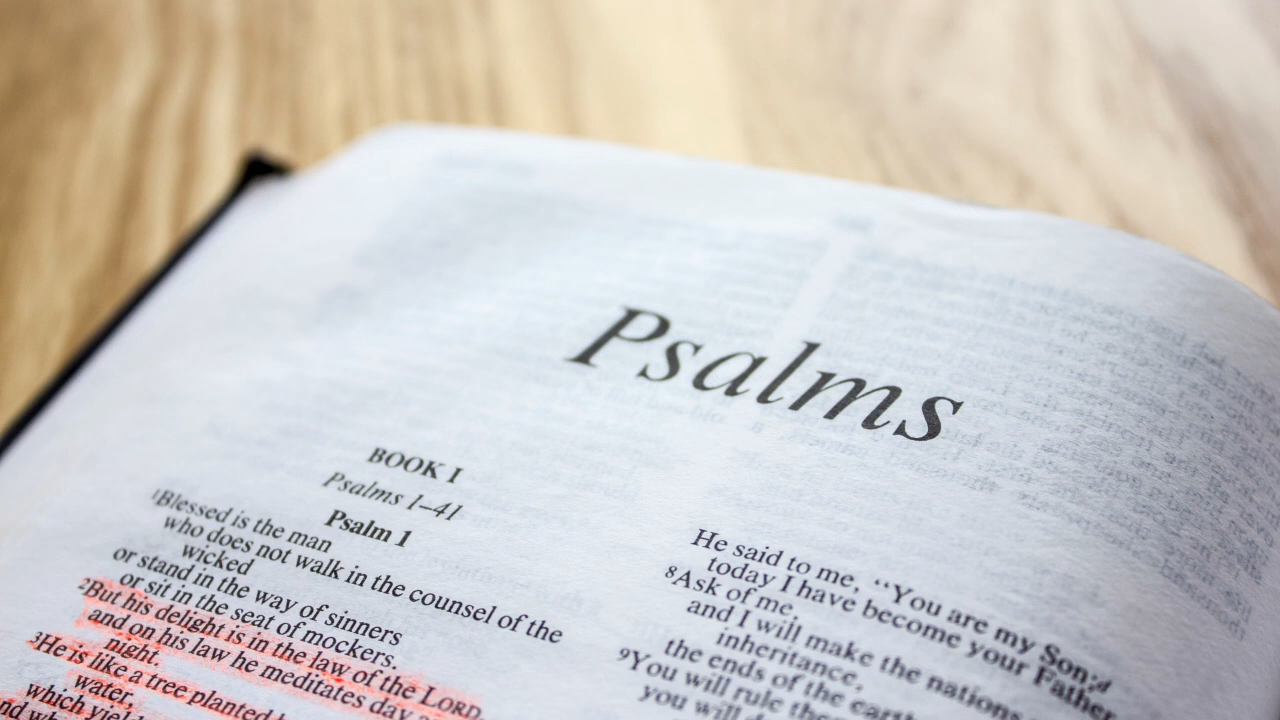 Psalms
BOOK I
Psalms 1–41
Psalm 1
1Blessed is the man
who does not walk in the counsel of the
wicked
or stand in the way of sinners
or sit in the seat of mockers.
2But his delight is in the law of the LORD,
and on his law he meditates day
night.
3He is like a tree planted
water,
which
He said to me, “You are my Son;d
today I have become your Father.
8Ask of me,
and I will make the nations
inheritance,
the ends of the earth
9You will rule
you will